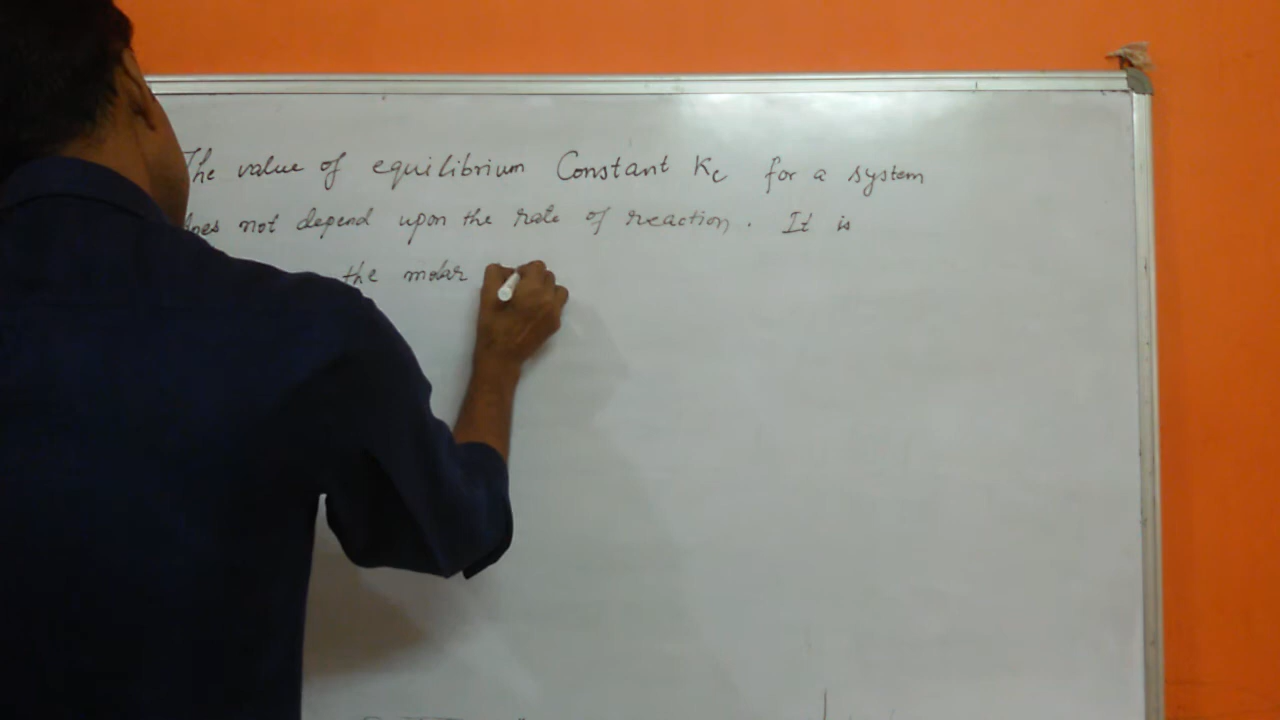 The value of equilibrium Constant Kc for a system
does not depend upon the rate of reaction. It is
the molar